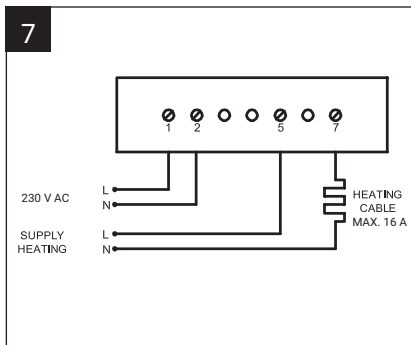 7
1 2 5 7
230 V AC
L
N
SUPPLY
HEATING
L
N
HEATING
CABLE
MAX. 16 A